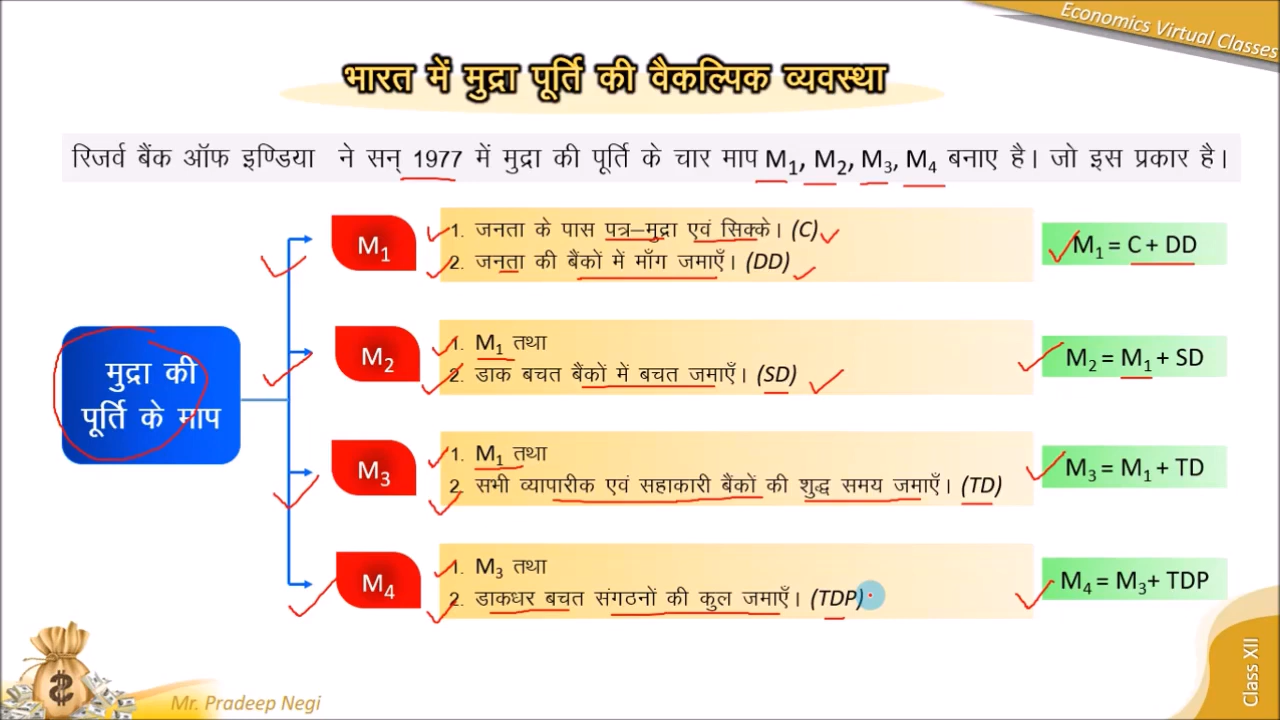 Economics Virtual Classes
भारत में मुद्रा पूर्ति की वैकल्पिक व्यवस्था
रिजर्व बैंक ऑफ इण्डिया ने सन् 1977 में मुद्रा की पूर्ति के चार माप M₁, M₂, M₃, M₄ बनाए है। जो इस प्रकार है।
मुद्रा की
पूर्ति के माप
M₁
1. जनता के पास पत्र–मुद्रा एवं सिक्के। (C)
2. जनता की बैंकों में माँग जमाएँ। (DD)
M₁ = C + DD
M₂
1. M₁ तथा
2. डाक बचत बैंकों में बचत जमाएँ। (SD)
M₂ = M₁ + SD
M₃
1. M₁ तथा
2. सभी व्यापारीक एवं सहाकारी बैंकों की शुद्ध समय जमाएँ। (TD)
M₃ = M₁ + TD
M₄
1. M₃ तथा
2. डाकधर बचत संगठनों की कुल जमाएँ। (TDP)
M₄ = M₃+ TDP
Mr. Pradeep Negi
Class XII